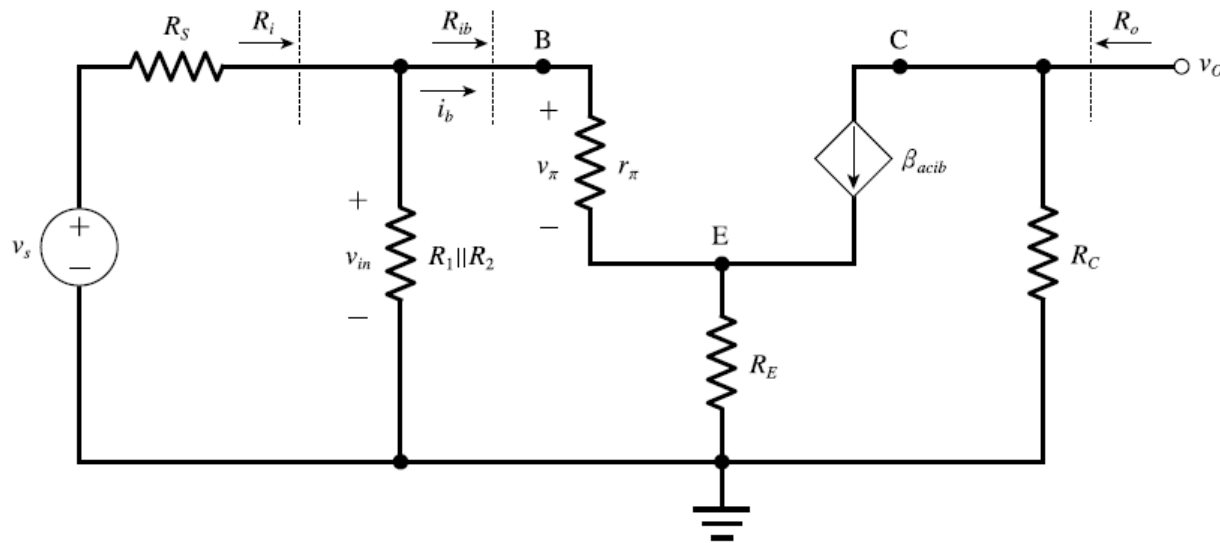 R_S
R_i
R_ib
B
C
R_o
v_O
i_b
+
v_π
−
r_π
β_acib
+
−
v_s
+
v_in
−
R_1||R_2
E
R_C
R_E